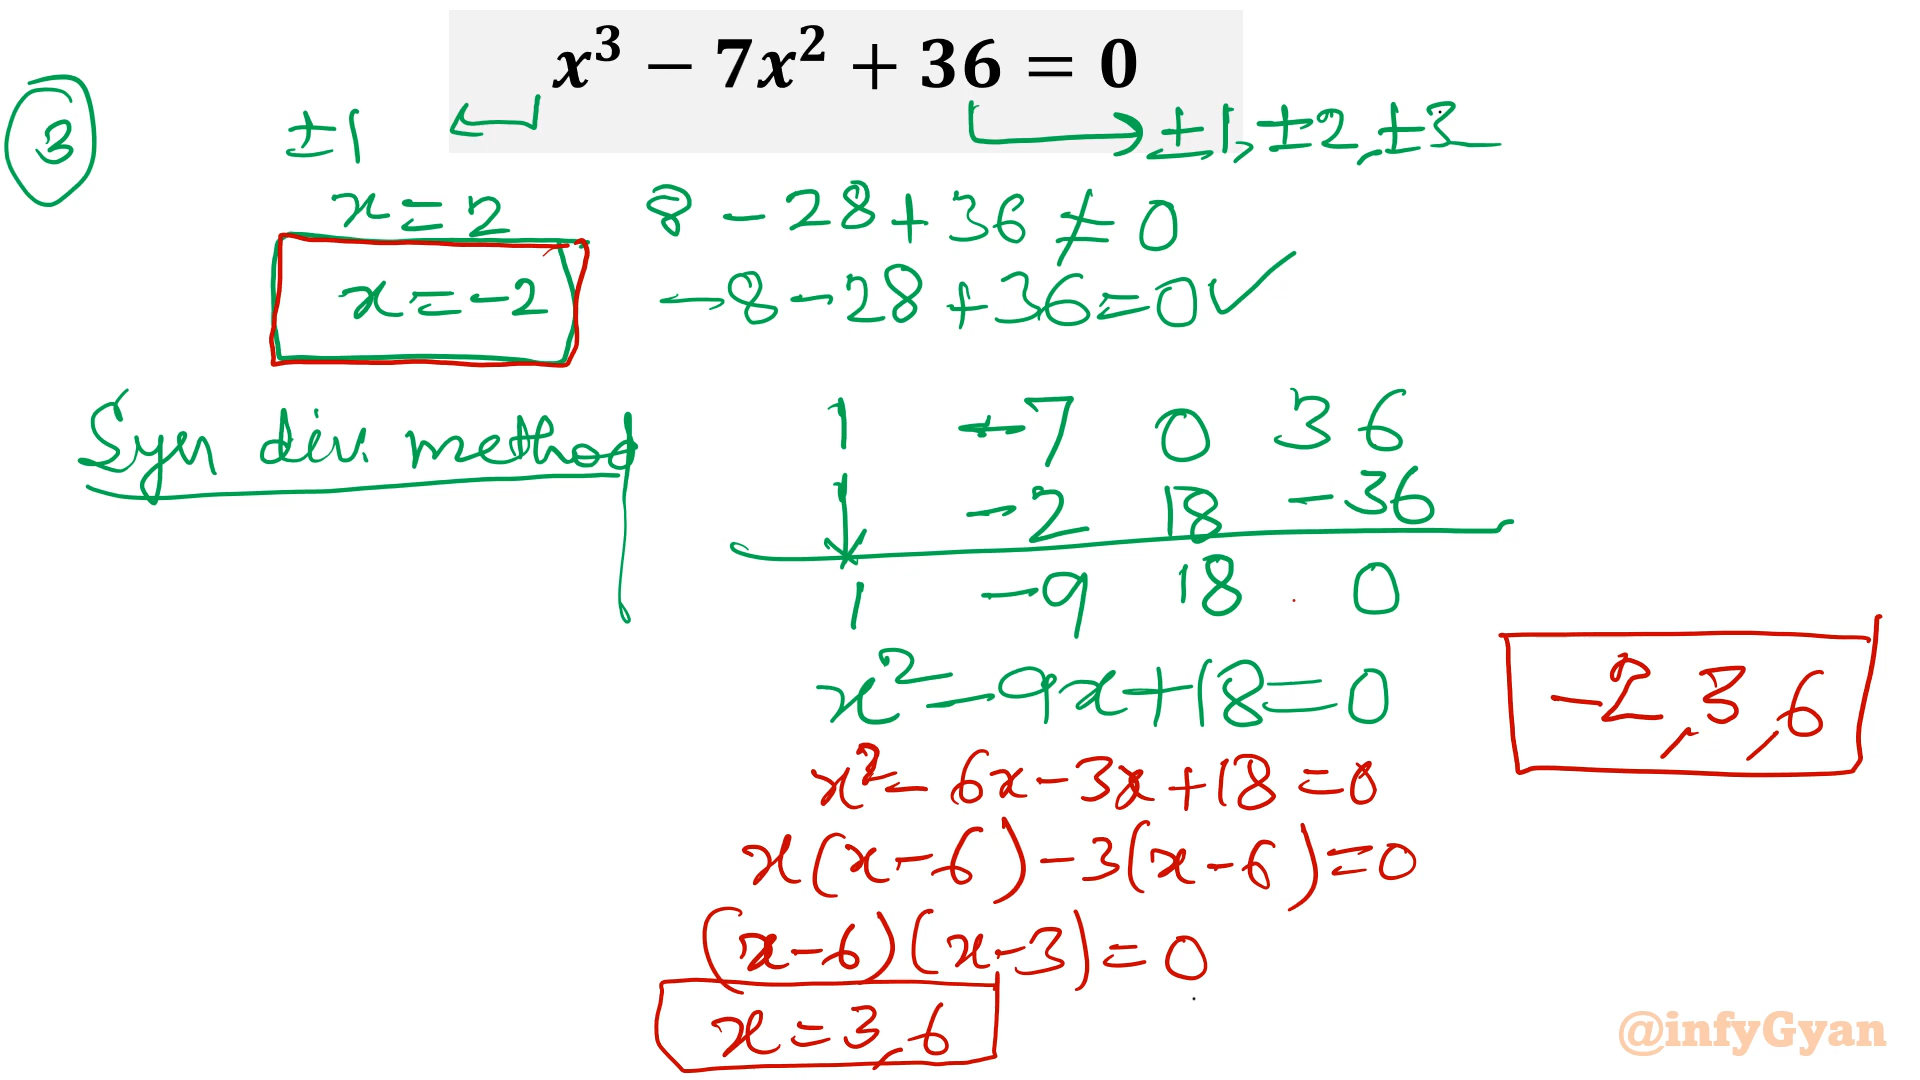 x³ − 7x² + 36 = 0
3
±1
±1, ±2, ±3
x = 2 8 − 28 + 36 ≠ 0
x = −2 −8 − 28 + 36 = 0 ✓
Syn div. method
1 −7 0 36
−2 18 −36
1 −9 18 0
x² − 9x + 18 = 0
−2, 3, 6
x² − 6x − 3x + 18 = 0
x(x − 6) − 3(x − 6) = 0
(x − 6)(x − 3) = 0
x = 3, 6
@infyGyan